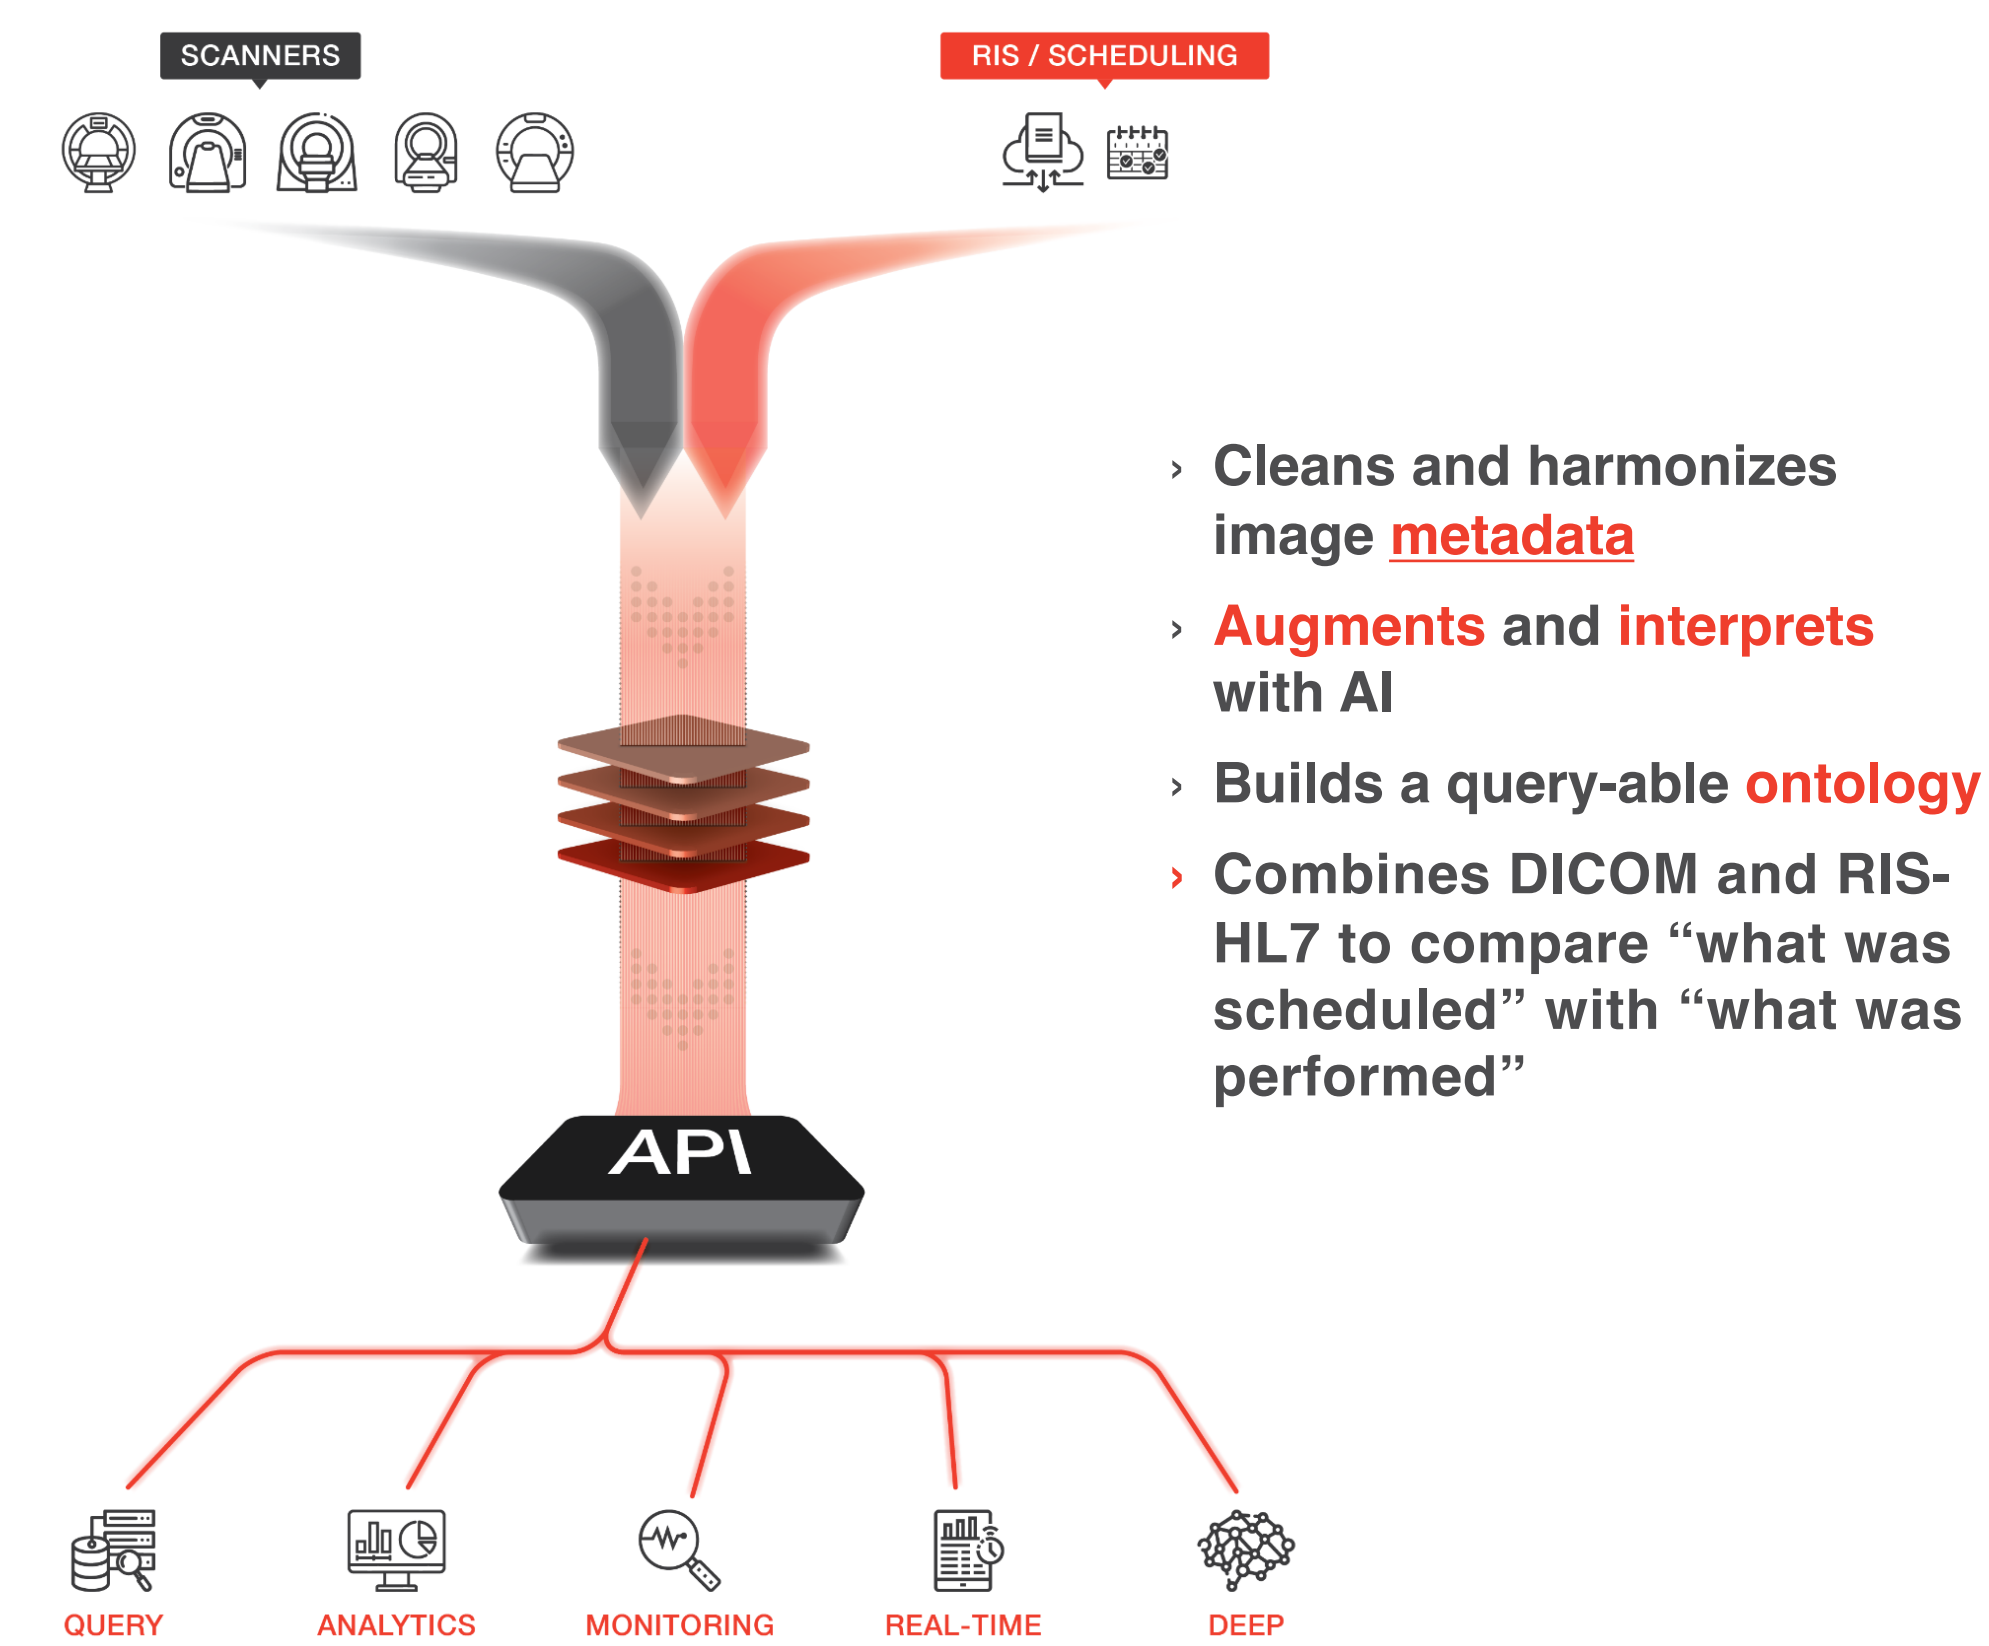 SCANNERS
RIS / SCHEDULING
› Cleans and harmonizes
image metadata
› Augments and interprets
with AI
› Builds a query-able ontology
› Combines DICOM and RIS-
HL7 to compare “what was
scheduled” with “what was
performed”
API
QUERY
ANALYTICS
MONITORING
REAL-TIME
DEEP